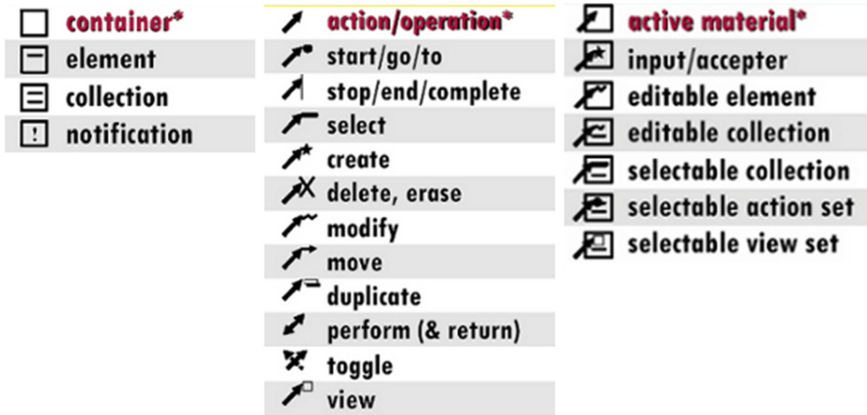 container*
element
collection
! notification
action/operation*
start/go/to
stop/end/complete
select
create
delete, erase
modify
move
duplicate
perform (& return)
toggle
view
active material*
input/accepter
editable element
editable collection
selectable collection
selectable action set
selectable view set